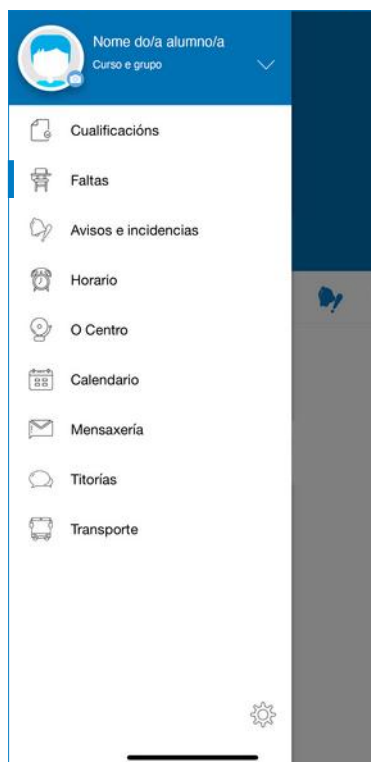 Nome do/a alumno/a
Curso e grupo
Cualificacións
Faltas
Avisos e incidencias
Horario
O Centro
Calendario
Mensaxería
Titorías
Transporte